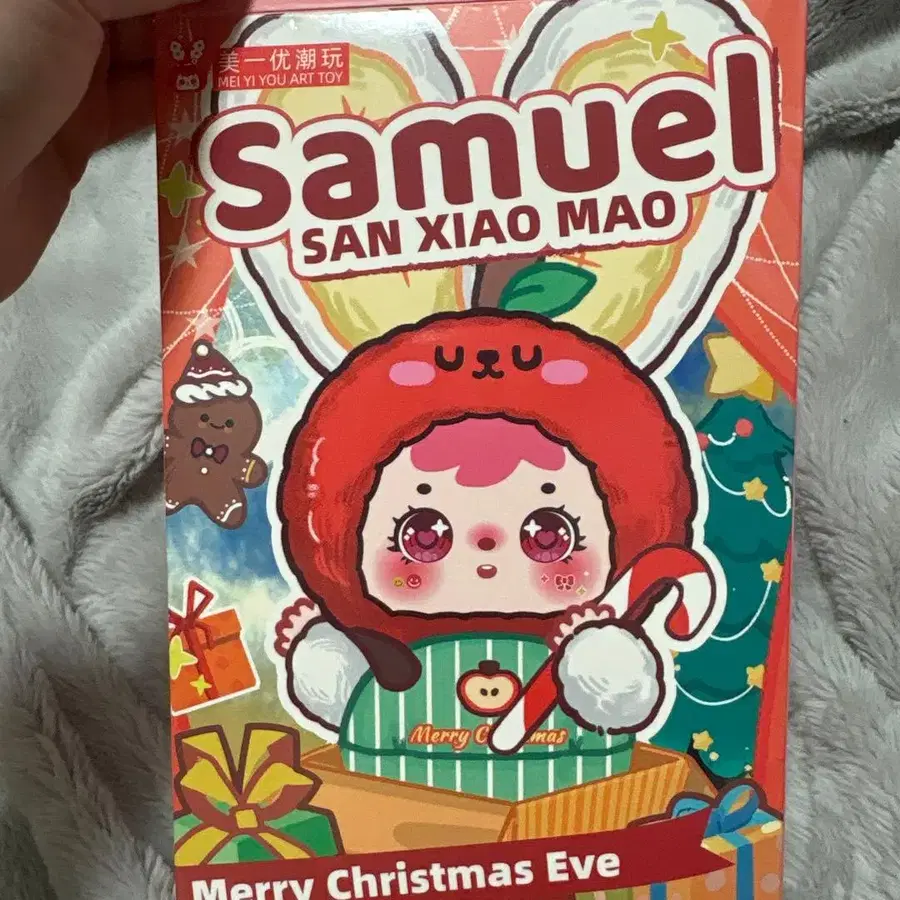 美一优潮玩
MEI YI YOU ART TOY
Samuel
SAN XIAO MAO
Merry Christmas Eve